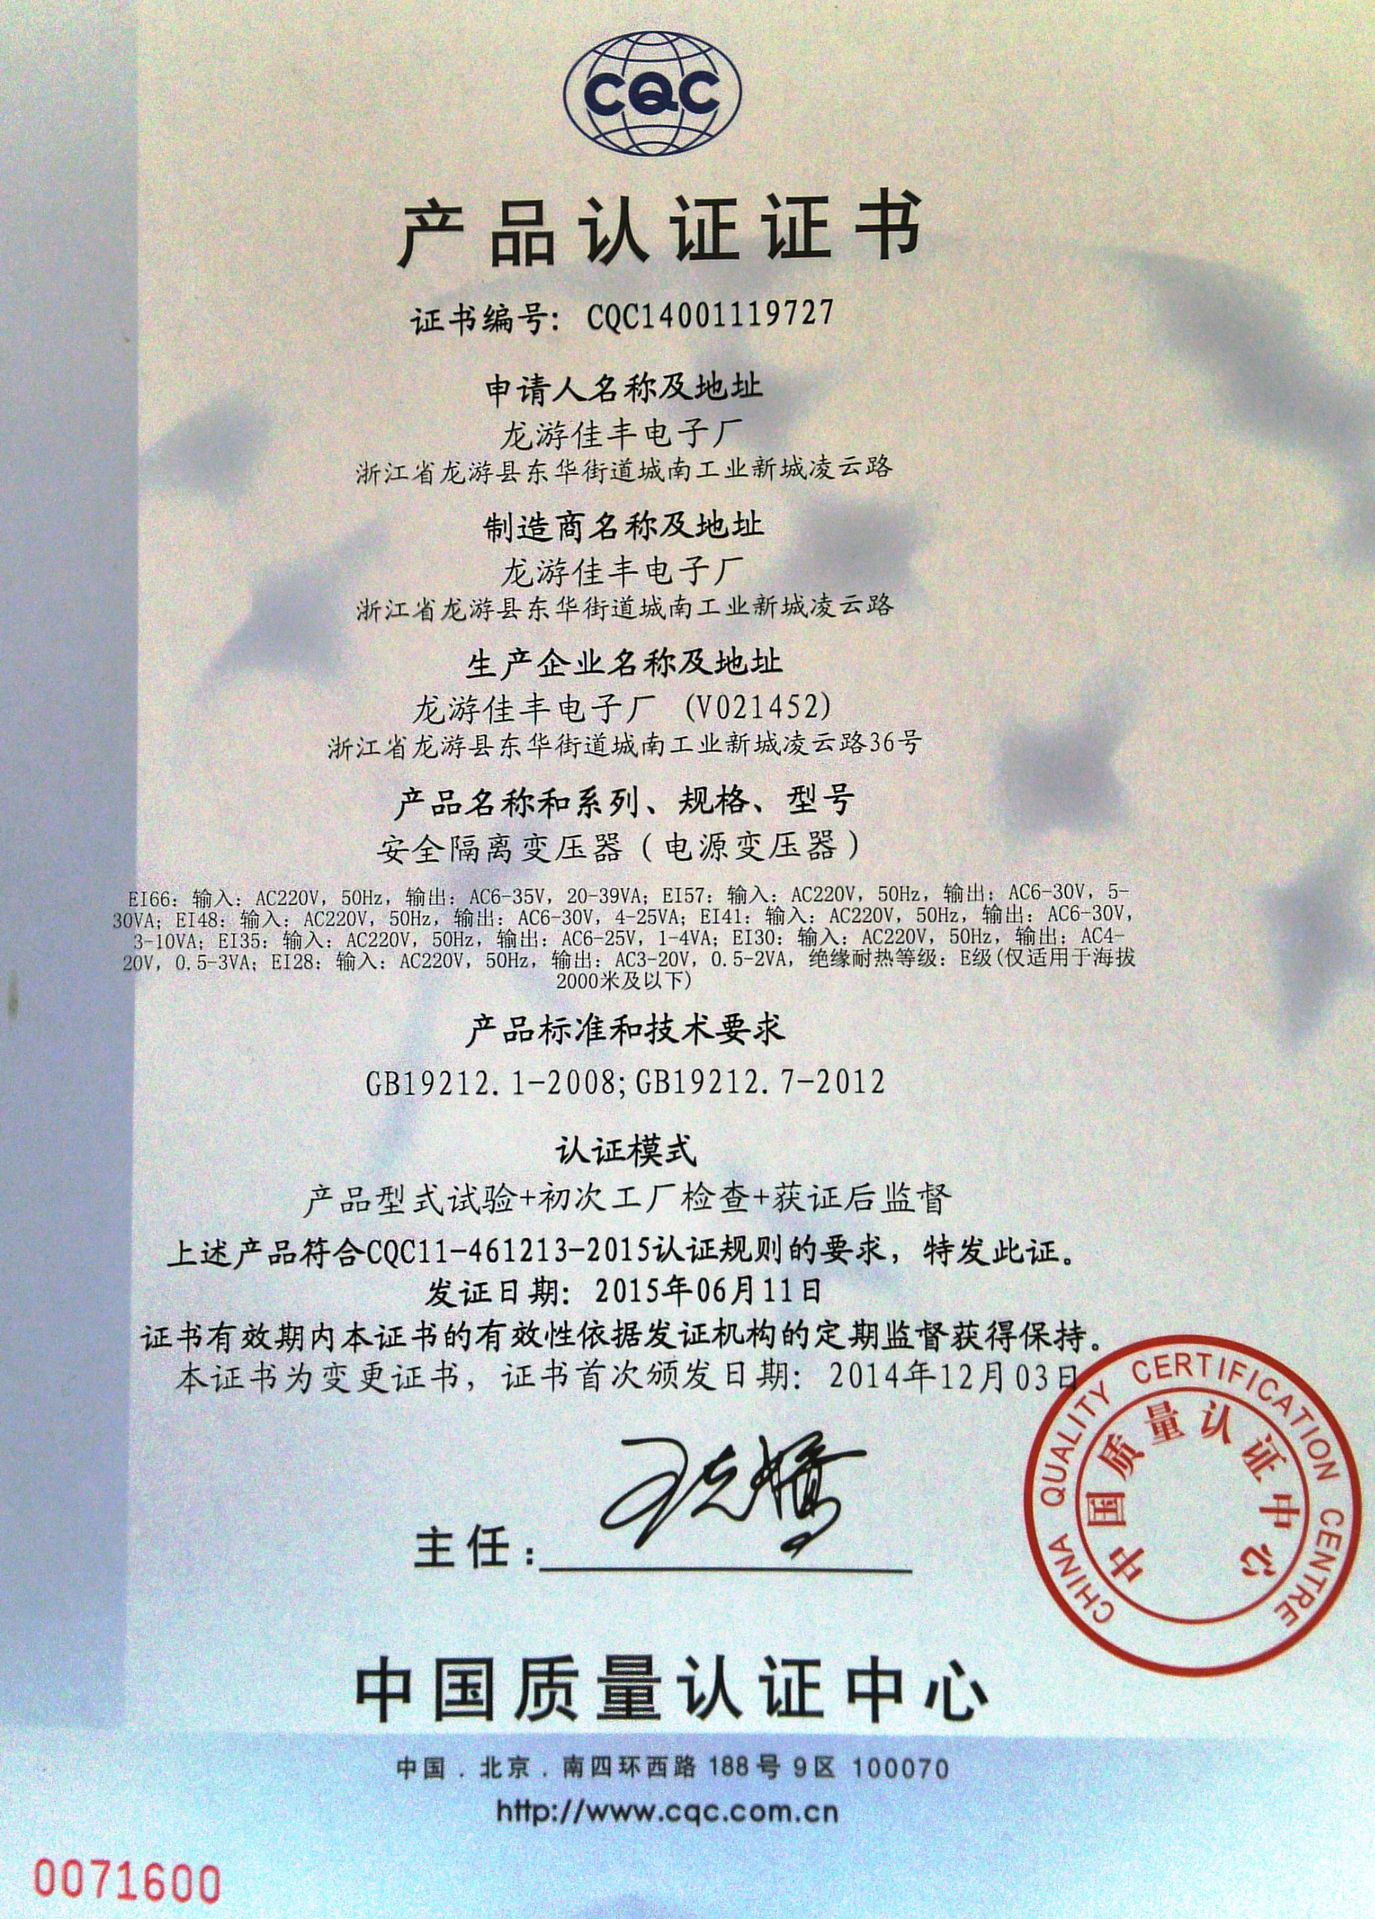 CQC
产品认证证书
证书编号: CQC14001119727
申请人名称及地址
龙游佳丰电子厂
浙江省龙游县东华街道城南工业新城凌云路
制造商名称及地址
龙游佳丰电子厂
浙江省龙游县东华街道城南工业新城凌云路
生产企业名称及地址
龙游佳丰电子厂 (V021452)
浙江省龙游县东华街道城南工业新城凌云路36号
产品名称和系列、规格、型号
安全隔离变压器（电源变压器）
EI66: 输入: AC220V, 50Hz, 输出: AC6-35V, 20-39VA; EI57: 输入: AC220V, 50Hz, 输出: AC6-30V, 5-
30VA; EI48: 输入: AC220V, 50Hz, 输出: AC6-30V, 4-25VA; EI41: 输入: AC220V, 50Hz, 输出: AC6-30V,
3-10VA; EI35: 输入: AC220V, 50Hz, 输出: AC6-25V, 1-4VA; EI30: 输入: AC220V, 50Hz, 输出: AC4-
20V, 0.5-3VA; EI28: 输入: AC220V, 50Hz, 输出: AC3-20V, 0.5-2VA, 绝缘耐热等级: E级(仅适用于海拔
2000米及以下)
产品标准和技术要求
GB19212.1-2008;GB19212.7-2012
认证模式
产品型式试验+初次工厂检查+获证后监督
上述产品符合CQC11-461213-2015认证规则的要求，特发此证。
发证日期: 2015年06月11日
证书有效期内本证书的有效性依据发证机构的定期监督获得保持。
本证书为变更证书，证书首次颁发日期: 2014年12月03日
CHINA QUALITY CERTIFICATION CENTRE
中国质量认证中心
主任:
中国质量认证中心
中国.北京.南四环西路188号9区 100070
http://www.cqc.com.cn
0071600